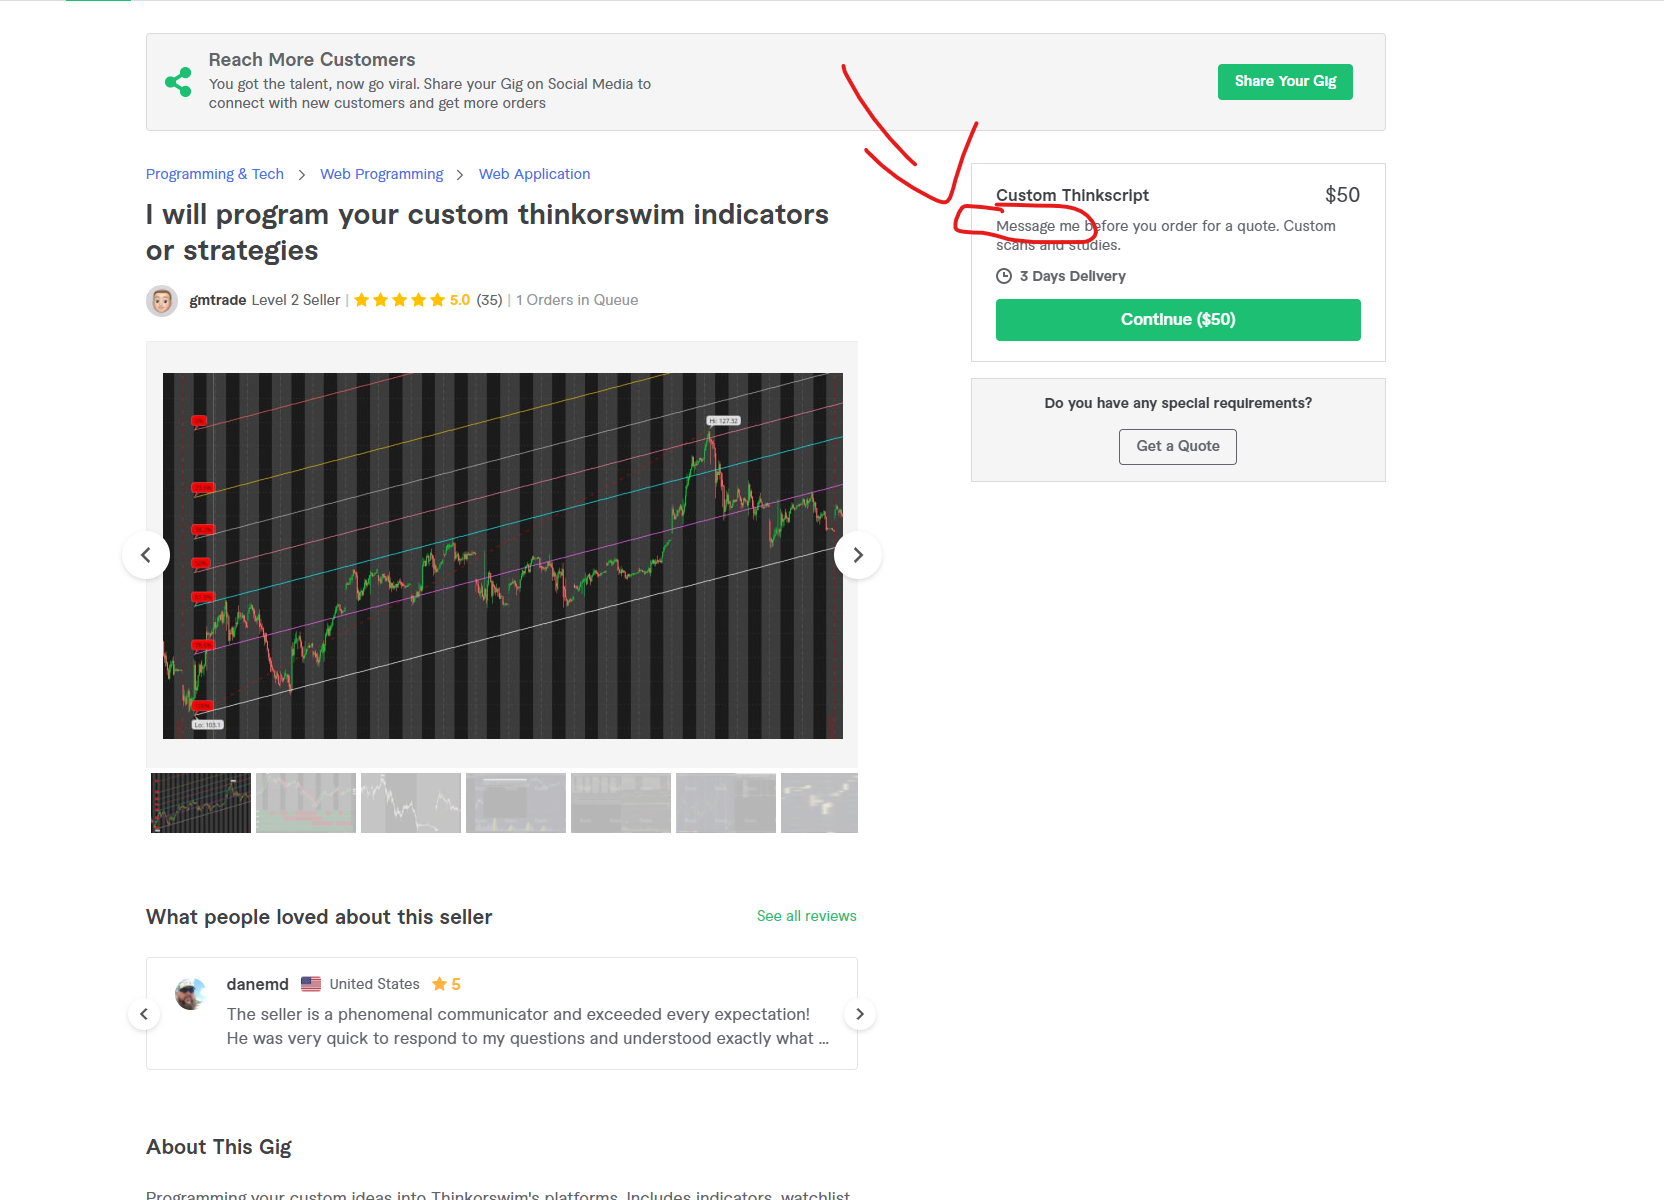 Reach More Customers
You got the talent, now go viral. Share your Gig on Social Media to
connect with new customers and get more orders
Share Your Gig
Programming & Tech > Web Programming > Web Application
I will program your custom thinkorswim indicators
or strategies
gmtrade Level 2 Seller | 5.0 (35) | 1 Orders in Queue
Custom Thinkscript $50
Message me before you order for a quote. Custom
scans and studies.
3 Days Delivery
Continue ($50)
Do you have any special requirements?
Get a Quote
Hi: 127.32
Lo: 103.1
What people loved about this seller
See all reviews
danemd United States 5
The seller is a phenomenal communicator and exceeded every expectation!
He was very quick to respond to my questions and understood exactly what ...
About This Gig
Programming your custom ideas into Thinkorswim's platforms. Includes indicators, watchlist